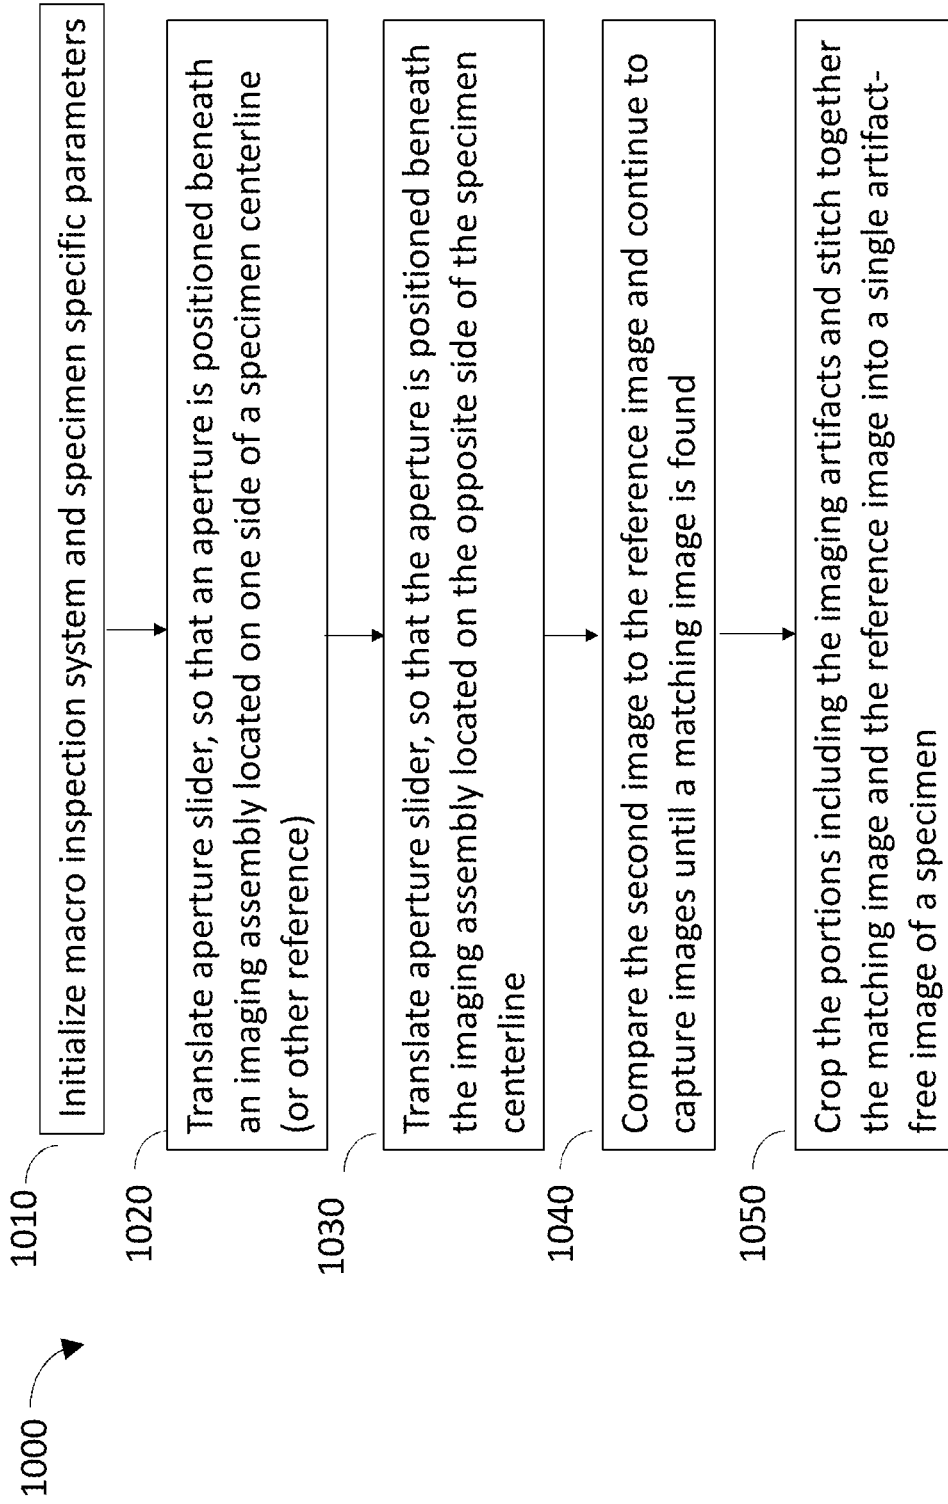 1000
1010
Initialize macro inspection system and specimen specific parameters
1020
Translate aperture slider, so that an aperture is positioned beneath
an imaging assembly located on one side of a specimen centerline
(or other reference)
1030
Translate aperture slider, so that the aperture is positioned beneath
the imaging assembly located on the opposite side of the specimen
centerline
1040
Compare the second image to the reference image and continue to
capture images until a matching image is found
1050
Crop the portions including the imaging artifacts and stitch together
the matching image and the reference image into a single artifact-
free image of a specimen